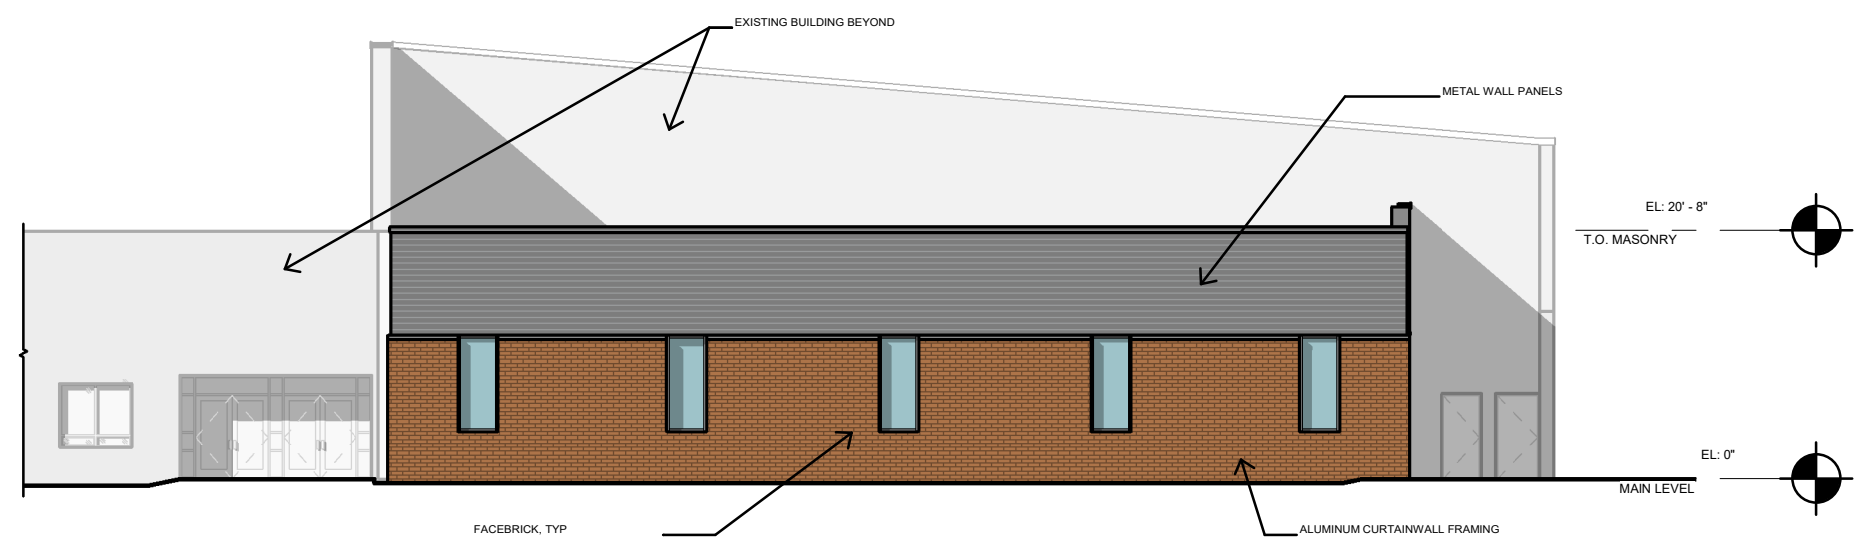 EXISTING BUILDING BEYOND
METAL WALL PANELS
EL: 20' - 8"
T.O. MASONRY
EL: 0"
MAIN LEVEL
FACEBRICK, TYP
ALUMINUM CURTAINWALL FRAMING